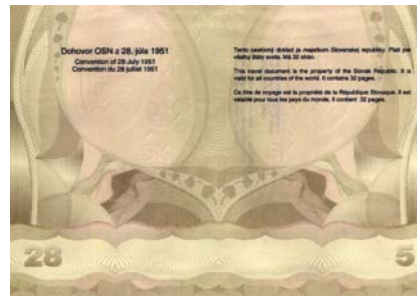 Dohovor OSN z 28. júla 1951
Convention of 28 July 1951
Convention du 28 juillet 1951
Tento cestovný doklad je majetkom Slovenskej republiky. Platí pre
všetky štáty sveta. Má 32 strán.
This travel document is the property of the Slovak Republic. It is
valid for all countries of the world. It contains 32 pages.
Ce titre de voyage est la propriété de la République Slovaque. Il est
valable pour tous les pays du monde. Il contient 32 pages.
28
5